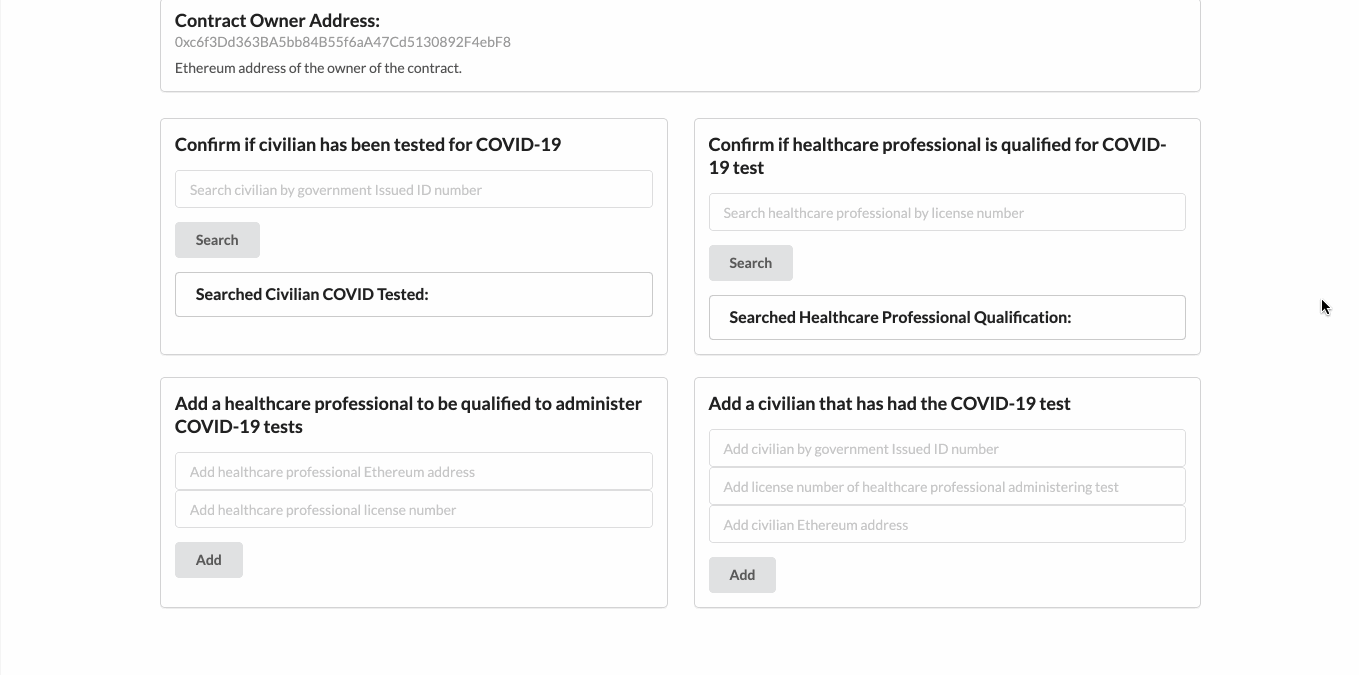 Contract Owner Address:
0xc6f3Dd363BA5bb84B55f6aA47Cd5130892F4ebF8
Ethereum address of the owner of the contract.
Confirm if civilian has been tested for COVID-19
Search civilian by government Issued ID number
Search
Searched Civilian COVID Tested:
Confirm if healthcare professional is qualified for COVID-
19 test
Search healthcare professional by license number
Search
Searched Healthcare Professional Qualification:
Add a healthcare professional to be qualified to administer
COVID-19 tests
Add healthcare professional Ethereum address
Add healthcare professional license number
Add
Add a civilian that has had the COVID-19 test
Add civilian by government Issued ID number
Add license number of healthcare professional administering test
Add civilian Ethereum address
Add